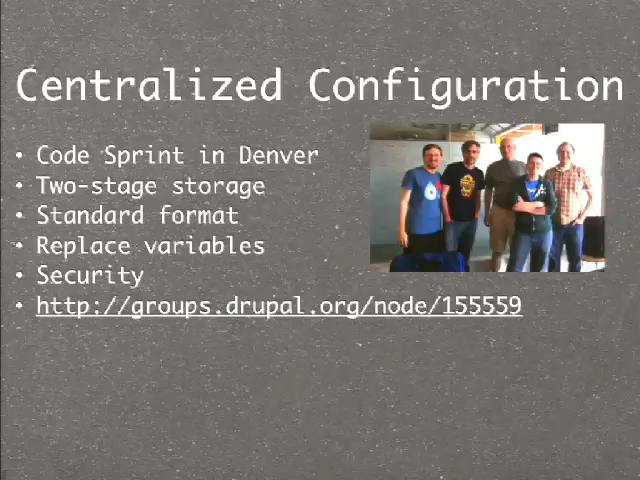 Centralized Configuration
• Code Sprint in Denver
• Two-stage storage
• Standard format
• Replace variables
• Security
• http://groups.drupal.org/node/155559